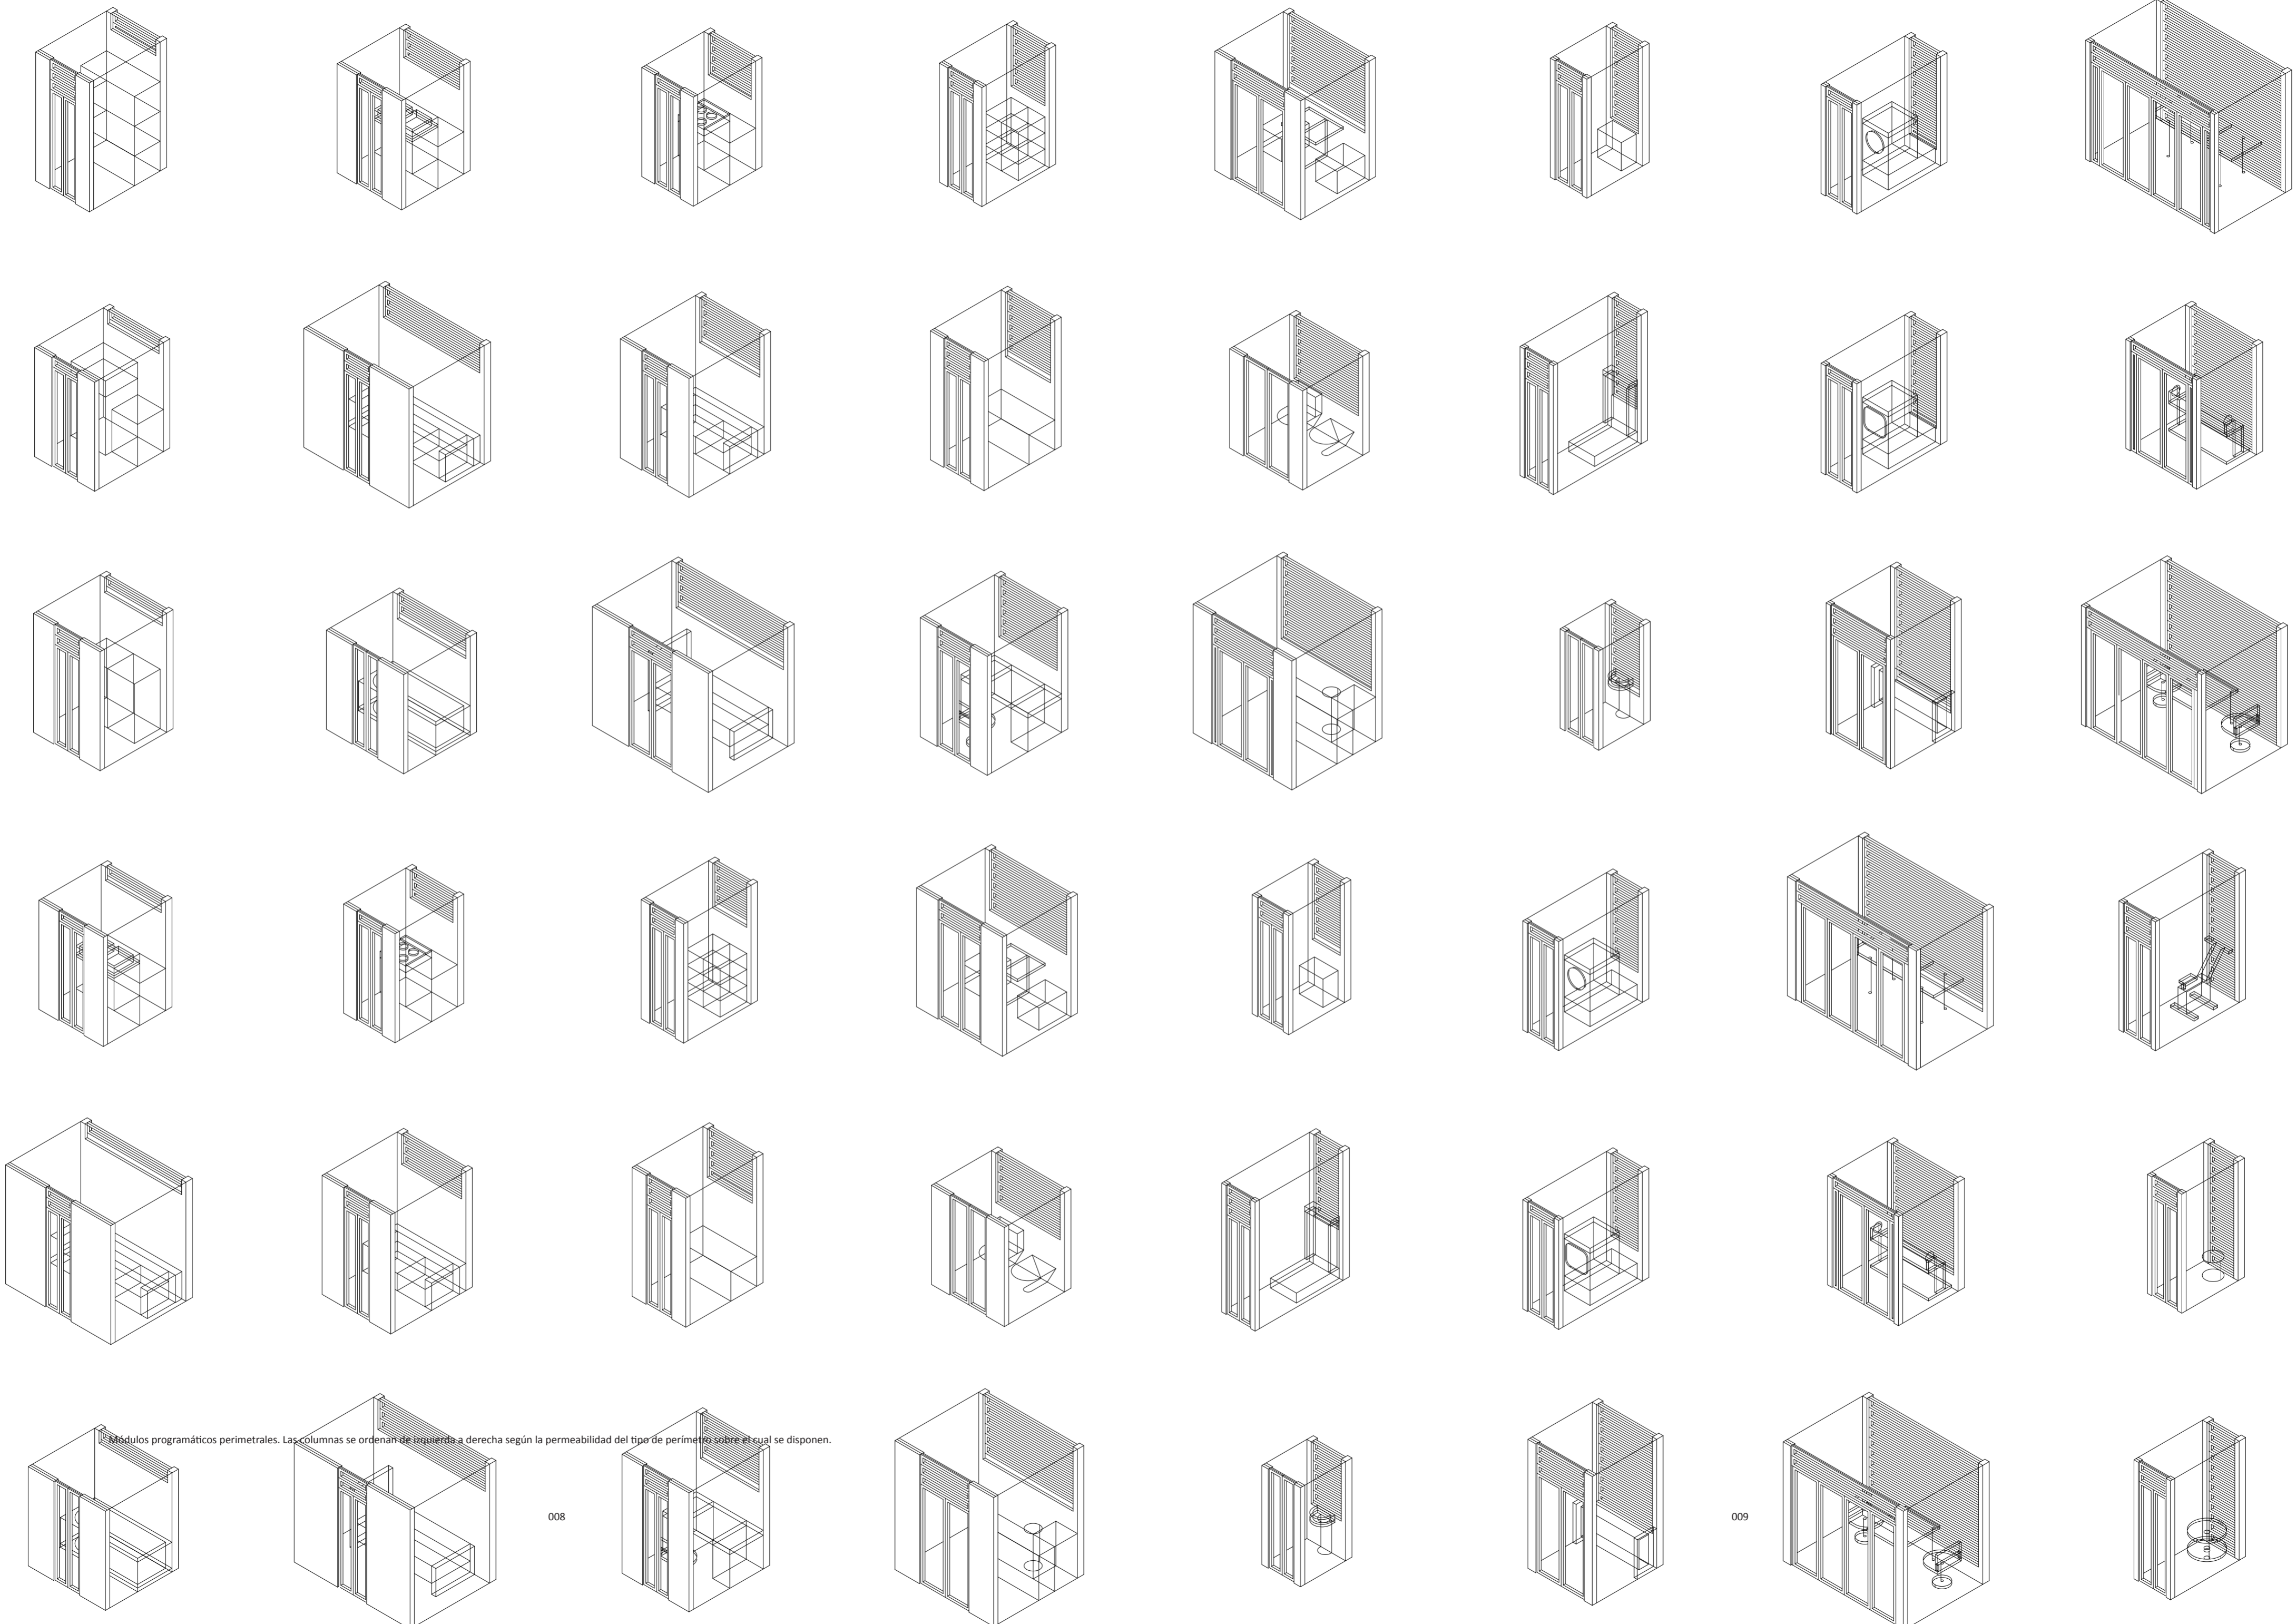 Módulos programáticos perimetrales. Las columnas se ordenan de izquierda a derecha según la permeabilidad del tipo de perímetro sobre el cual se disponen.
008
009